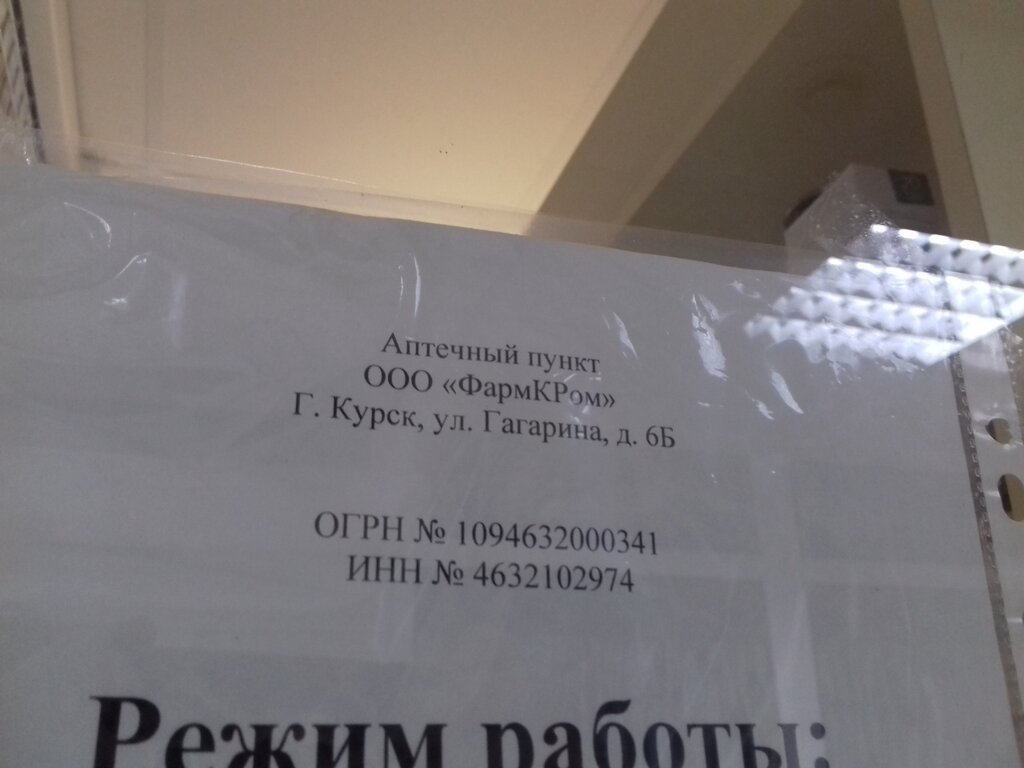 Аптечный пункт
ООО «ФармКРом»
Г. Курск, ул. Гагарина, д. 6Б
ОГРН № 1094632000341
ИНН № 4632102974
Режим работы: